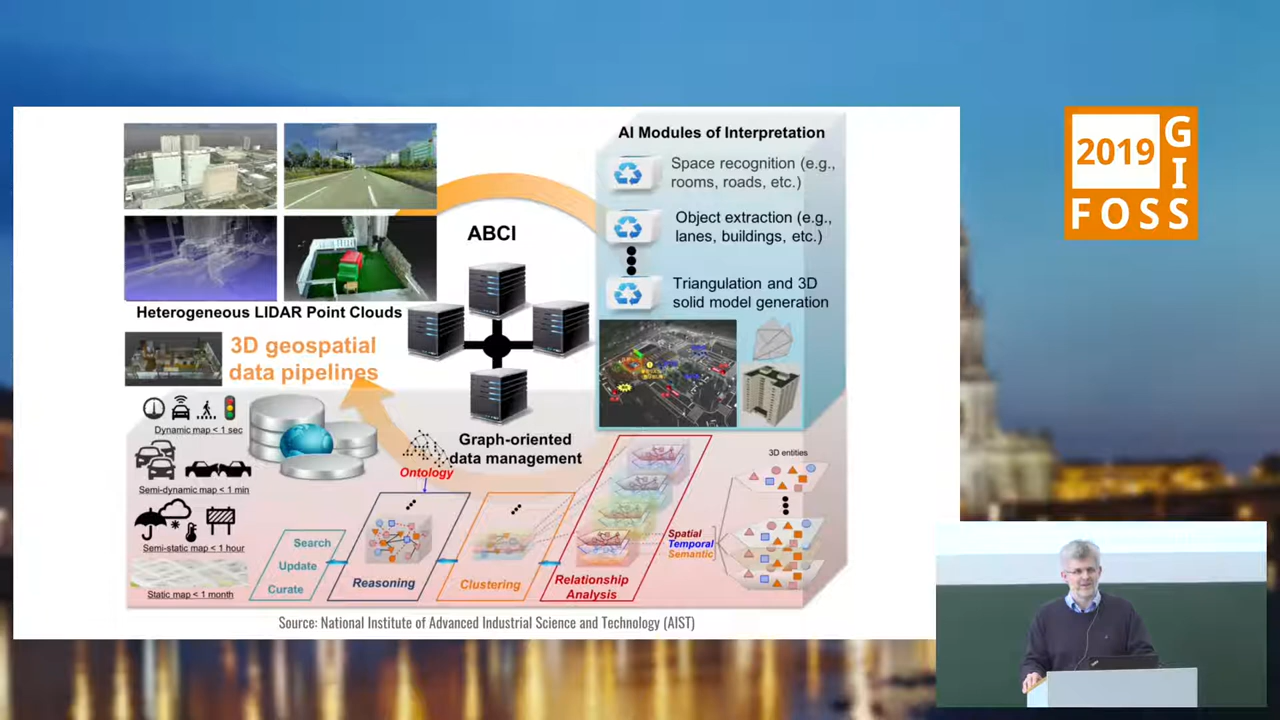 AI Modules of Interpretation
Space recognition (e.g.,
rooms, roads, etc.)
Object extraction (e.g.,
lanes, buildings, etc.)
Triangulation and 3D
solid model generation
ABCI
Heterogeneous LIDAR Point Clouds
3D geospatial
data pipelines
Dynamic map < 1 sec
Semi-dynamic map < 1 min
Semi-static map < 1 hour
Static map < 1 month
Graph-oriented
data management
Ontology
Search
Update
Curate
Reasoning
Clustering
Relationship
Analysis
Spatial
Temporal
Semantic
3D entities
Source: National Institute of Advanced Industrial Science and Technology (AIST)
2019
G
I
FOSS